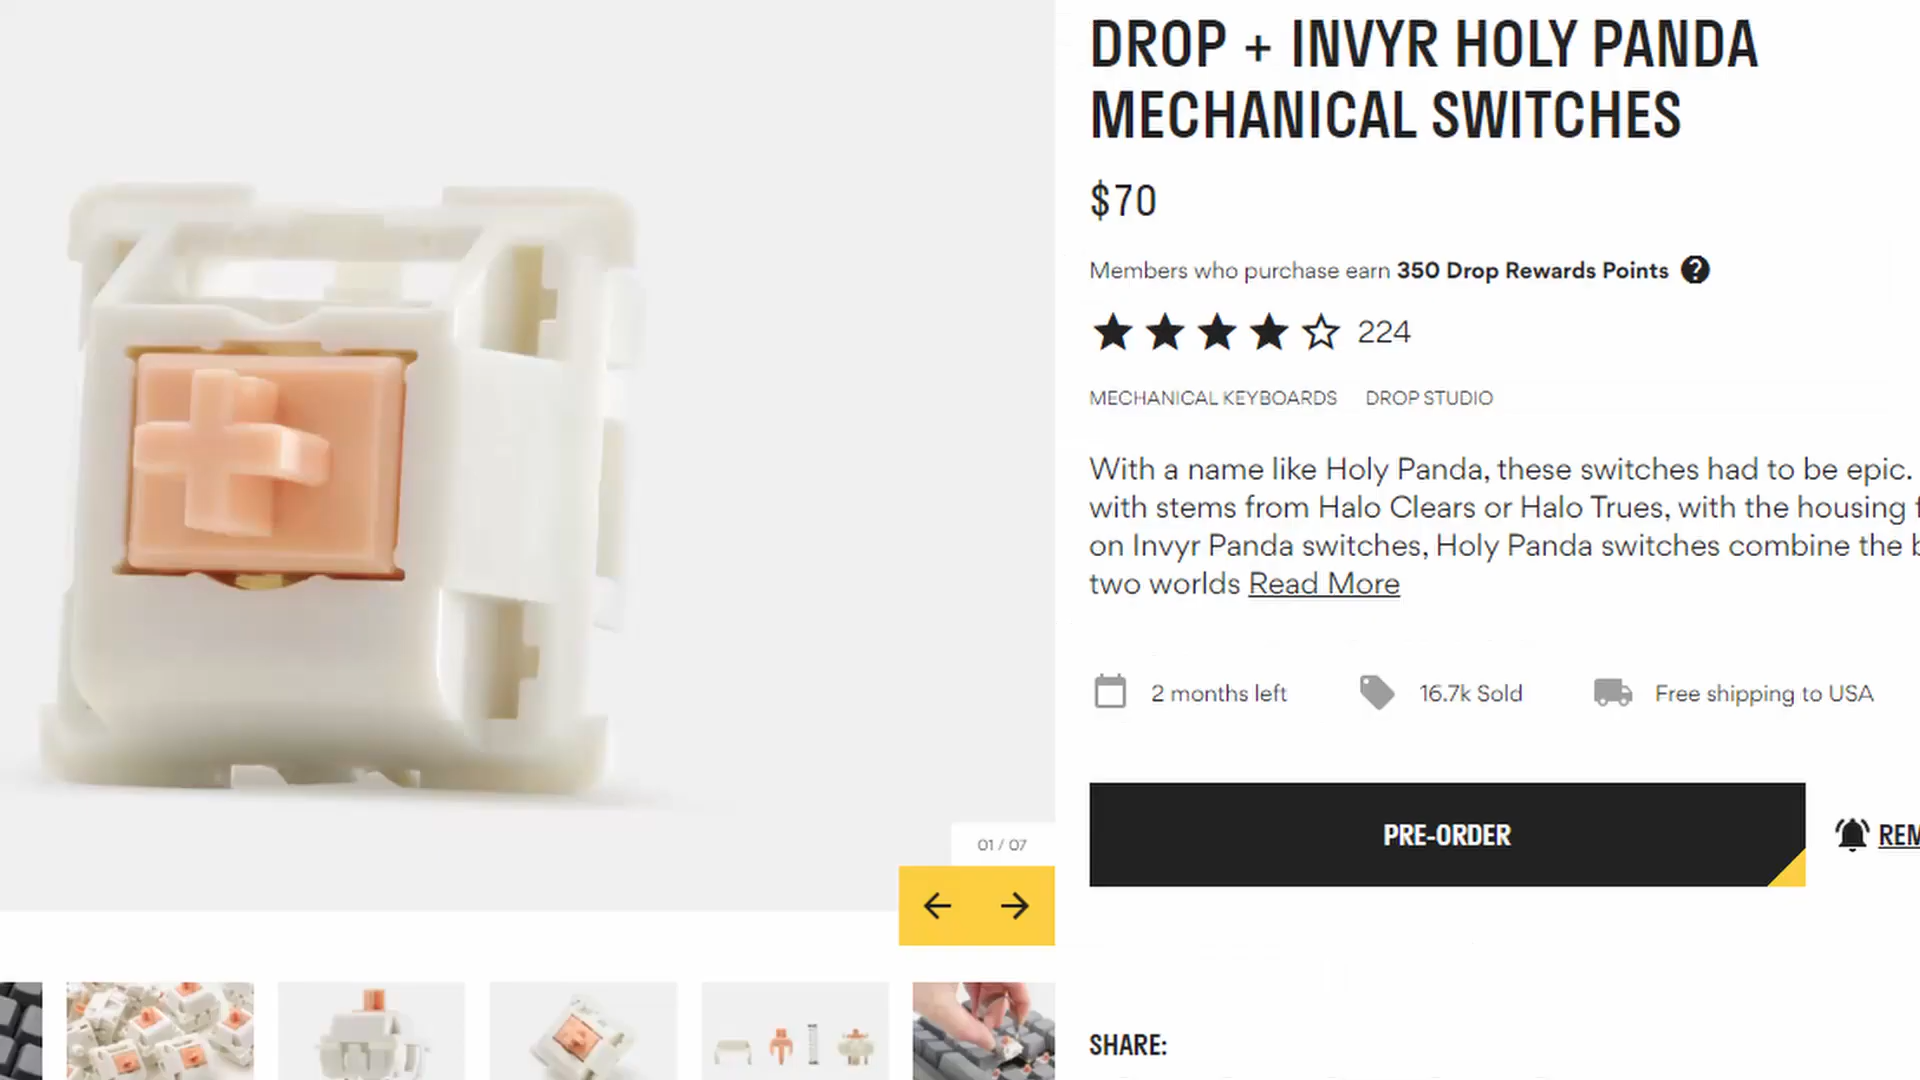 DROP + INVYR HOLY PANDA
MECHANICAL SWITCHES
$70
Members who purchase earn 350 Drop Rewards Points ?
224
MECHANICAL KEYBOARDS DROP STUDIO
With a name like Holy Panda, these switches had to be epic.
with stems from Halo Clears or Halo Trues, with the housing
on Invyr Panda switches, Holy Panda switches combine the
two worlds Read More
2 months left 16.7k Sold Free shipping to USA
01 / 07
PRE-ORDER
SHARE: